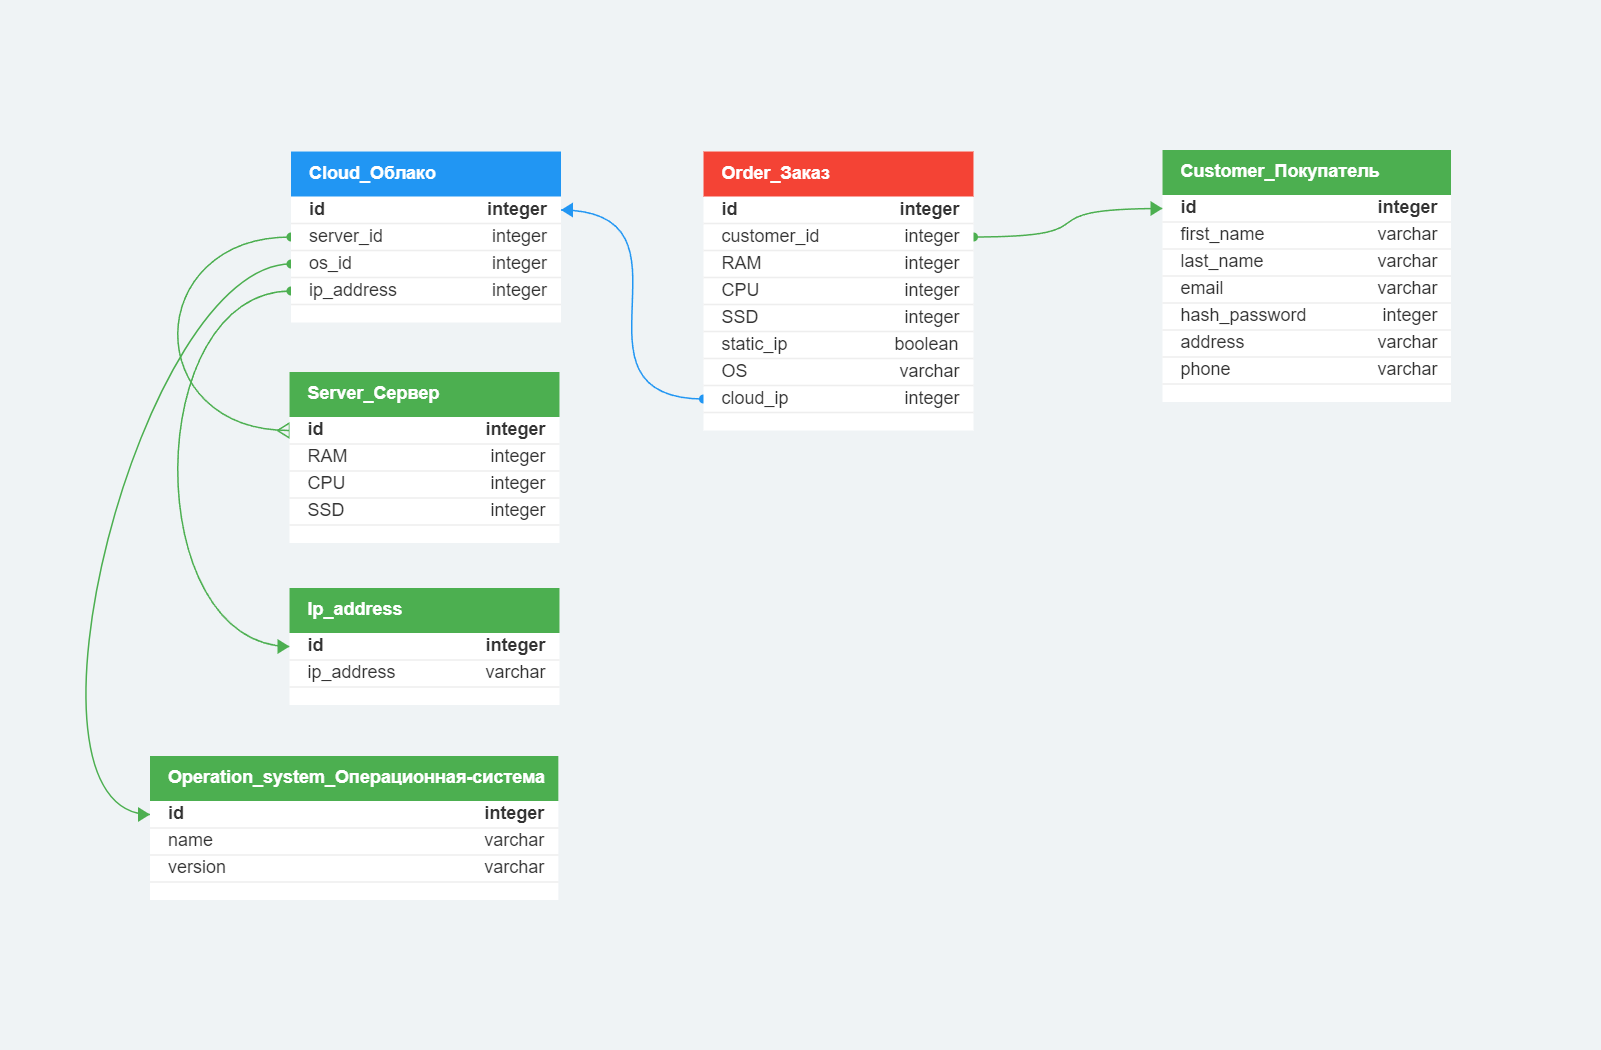 Cloud_Облако
id integer
server_id integer
os_id integer
ip_address integer
Order_Заказ
id integer
customer_id integer
RAM integer
CPU integer
SSD integer
static_ip boolean
OS varchar
cloud_ip integer
Customer_Покупатель
id integer
first_name varchar
last_name varchar
email varchar
hash_password integer
address varchar
phone varchar
Server_Сервер
id integer
RAM integer
CPU integer
SSD integer
Ip_address
id integer
ip_address varchar
Operation_system_Операционная-система
id integer
name varchar
version varchar